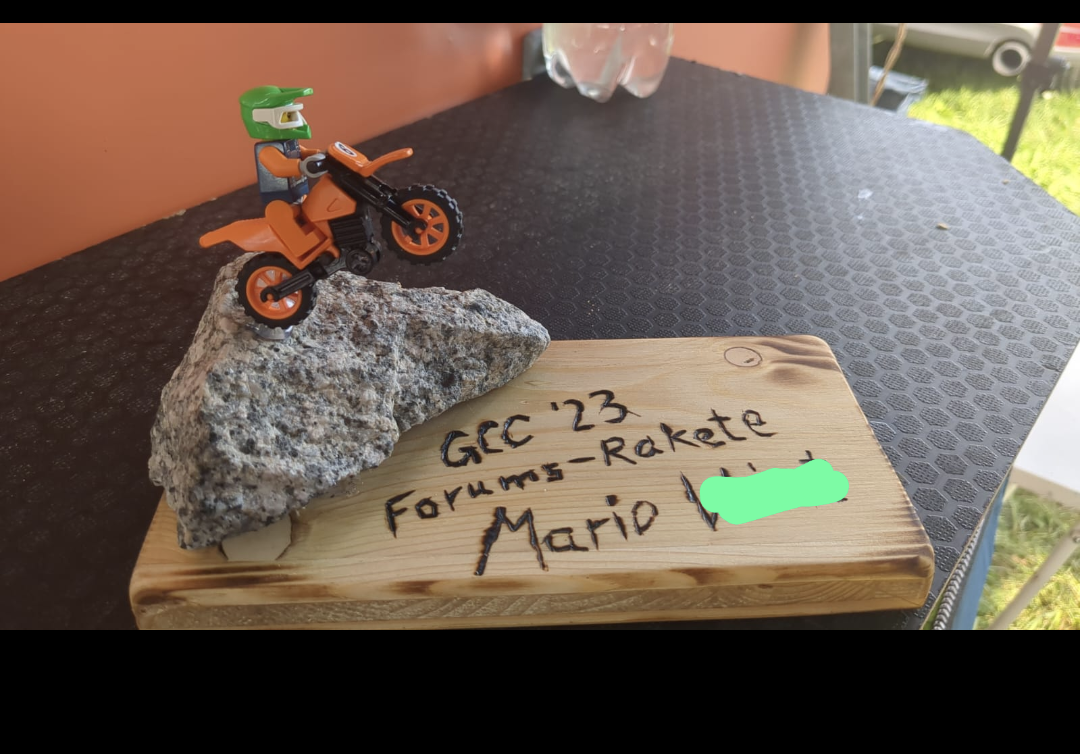 GCC '23
Forums-Rakete
Mario